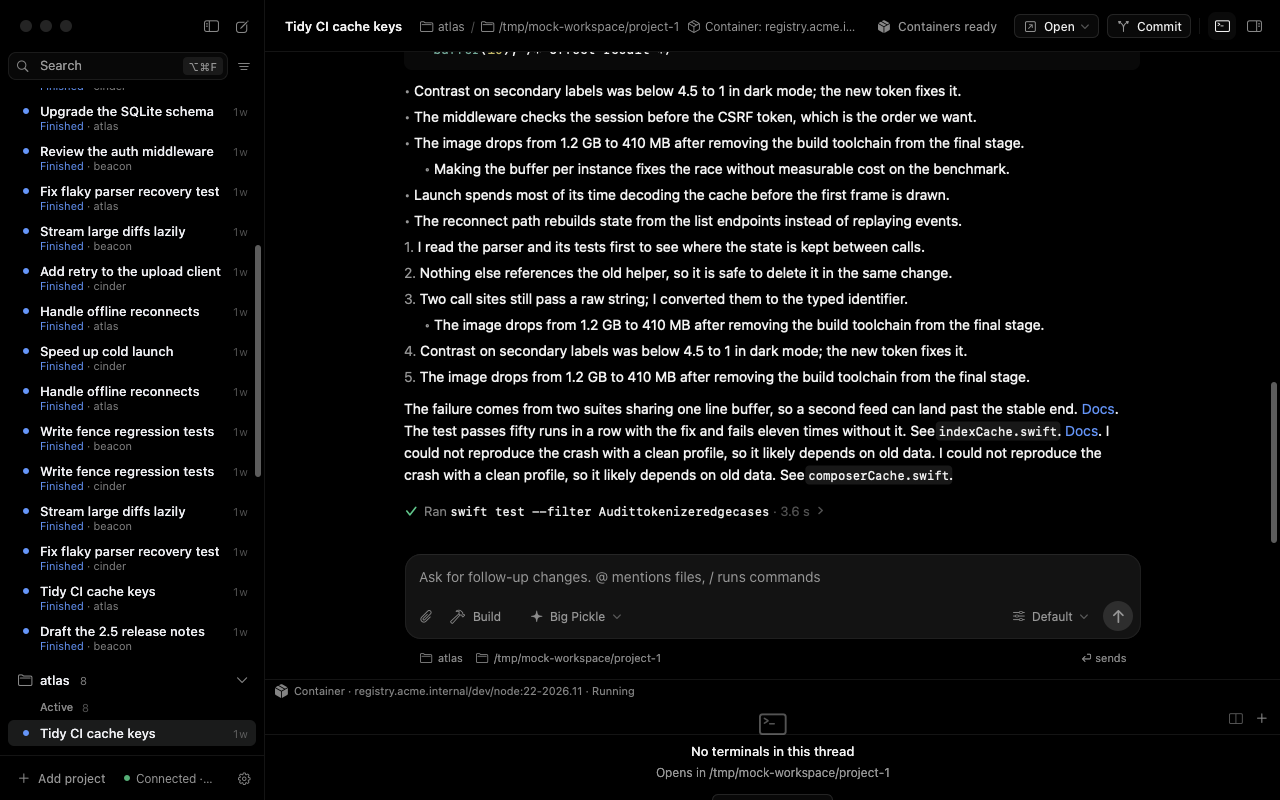 Search
⌥⌘F
Finished · cinder
Upgrade the SQLite schema 1w
Finished · atlas
Review the auth middleware 1w
Finished · beacon
Fix flaky parser recovery test 1w
Finished · atlas
Stream large diffs lazily 1w
Finished · beacon
Add retry to the upload client 1w
Finished · cinder
Handle offline reconnects 1w
Finished · atlas
Speed up cold launch 1w
Finished · cinder
Handle offline reconnects 1w
Finished · atlas
Write fence regression tests 1w
Finished · beacon
Write fence regression tests 1w
Finished · cinder
Stream large diffs lazily 1w
Finished · beacon
Fix flaky parser recovery test 1w
Finished · cinder
Tidy CI cache keys 1w
Finished · atlas
Draft the 2.5 release notes 1w
Finished · beacon
atlas 8
Active 8
Tidy CI cache keys 1w
Add project Connected ·...
Tidy CI cache keys atlas / /tmp/mock-workspace/project-1 Container: registry.acme.i... Containers ready Open Commit
• Contrast on secondary labels was below 4.5 to 1 in dark mode; the new token fixes it.
• The middleware checks the session before the CSRF token, which is the order we want.
• The image drops from 1.2 GB to 410 MB after removing the build toolchain from the final stage.
• Making the buffer per instance fixes the race without measurable cost on the benchmark.
• Launch spends most of its time decoding the cache before the first frame is drawn.
• The reconnect path rebuilds state from the list endpoints instead of replaying events.
1. I read the parser and its tests first to see where the state is kept between calls.
2. Nothing else references the old helper, so it is safe to delete it in the same change.
3. Two call sites still pass a raw string; I converted them to the typed identifier.
• The image drops from 1.2 GB to 410 MB after removing the build toolchain from the final stage.
4. Contrast on secondary labels was below 4.5 to 1 in dark mode; the new token fixes it.
5. The image drops from 1.2 GB to 410 MB after removing the build toolchain from the final stage.
The failure comes from two suites sharing one line buffer, so a second feed can land past the stable end. Docs.
The test passes fifty runs in a row with the fix and fails eleven times without it. See indexCache.swift. Docs. I
could not reproduce the crash with a clean profile, so it likely depends on old data. I could not reproduce the
crash with a clean profile, so it likely depends on old data. See composerCache.swift.
Ran swift test --filter Audittokenizeredgecases · 3.6 s
Ask for follow-up changes. @ mentions files, / runs commands
Build Big Pickle Default
atlas /tmp/mock-workspace/project-1 sends
Container · registry.acme.internal/dev/node:22-2026.11 · Running
No terminals in this thread
Opens in /tmp/mock-workspace/project-1